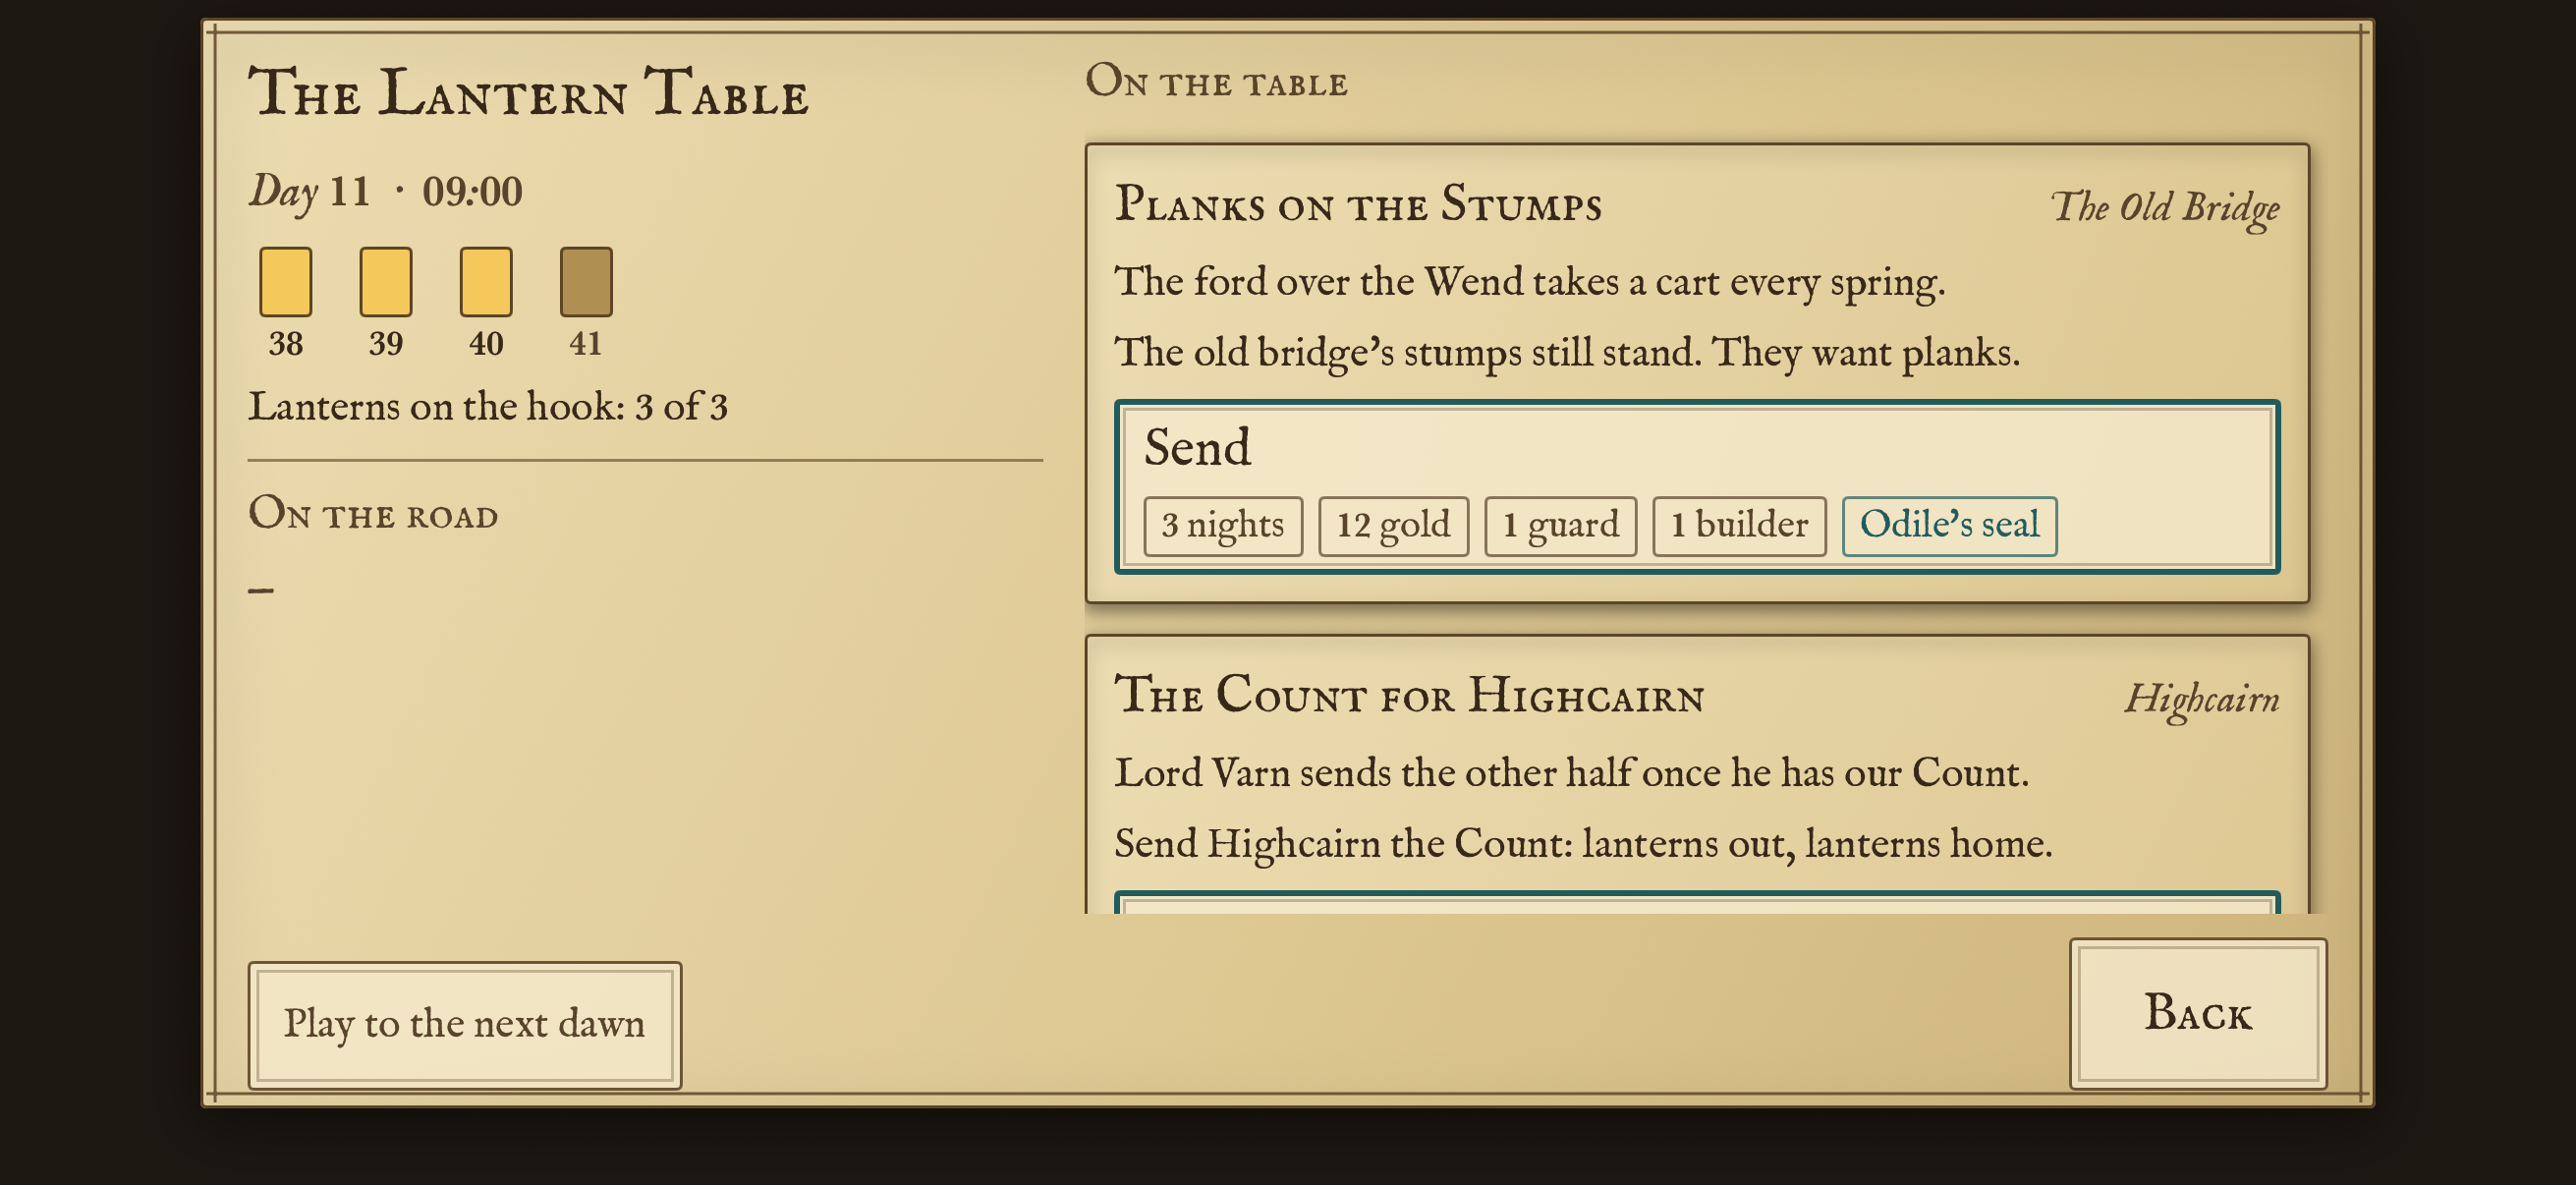 The Lantern Table
Day 11 · 09:00
38 39 40 41
Lanterns on the hook: 3 of 3
On the road
–
Play to the next dawn
On the table
Planks on the Stumps
The Old Bridge
The ford over the Wend takes a cart every spring.
The old bridge’s stumps still stand. They want planks.
Send
3 nights 12 gold 1 guard 1 builder Odile’s seal
The Count for Highcairn
Highcairn
Lord Varn sends the other half once he has our Count.
Send Highcairn the Count: lanterns out, lanterns home.
Back